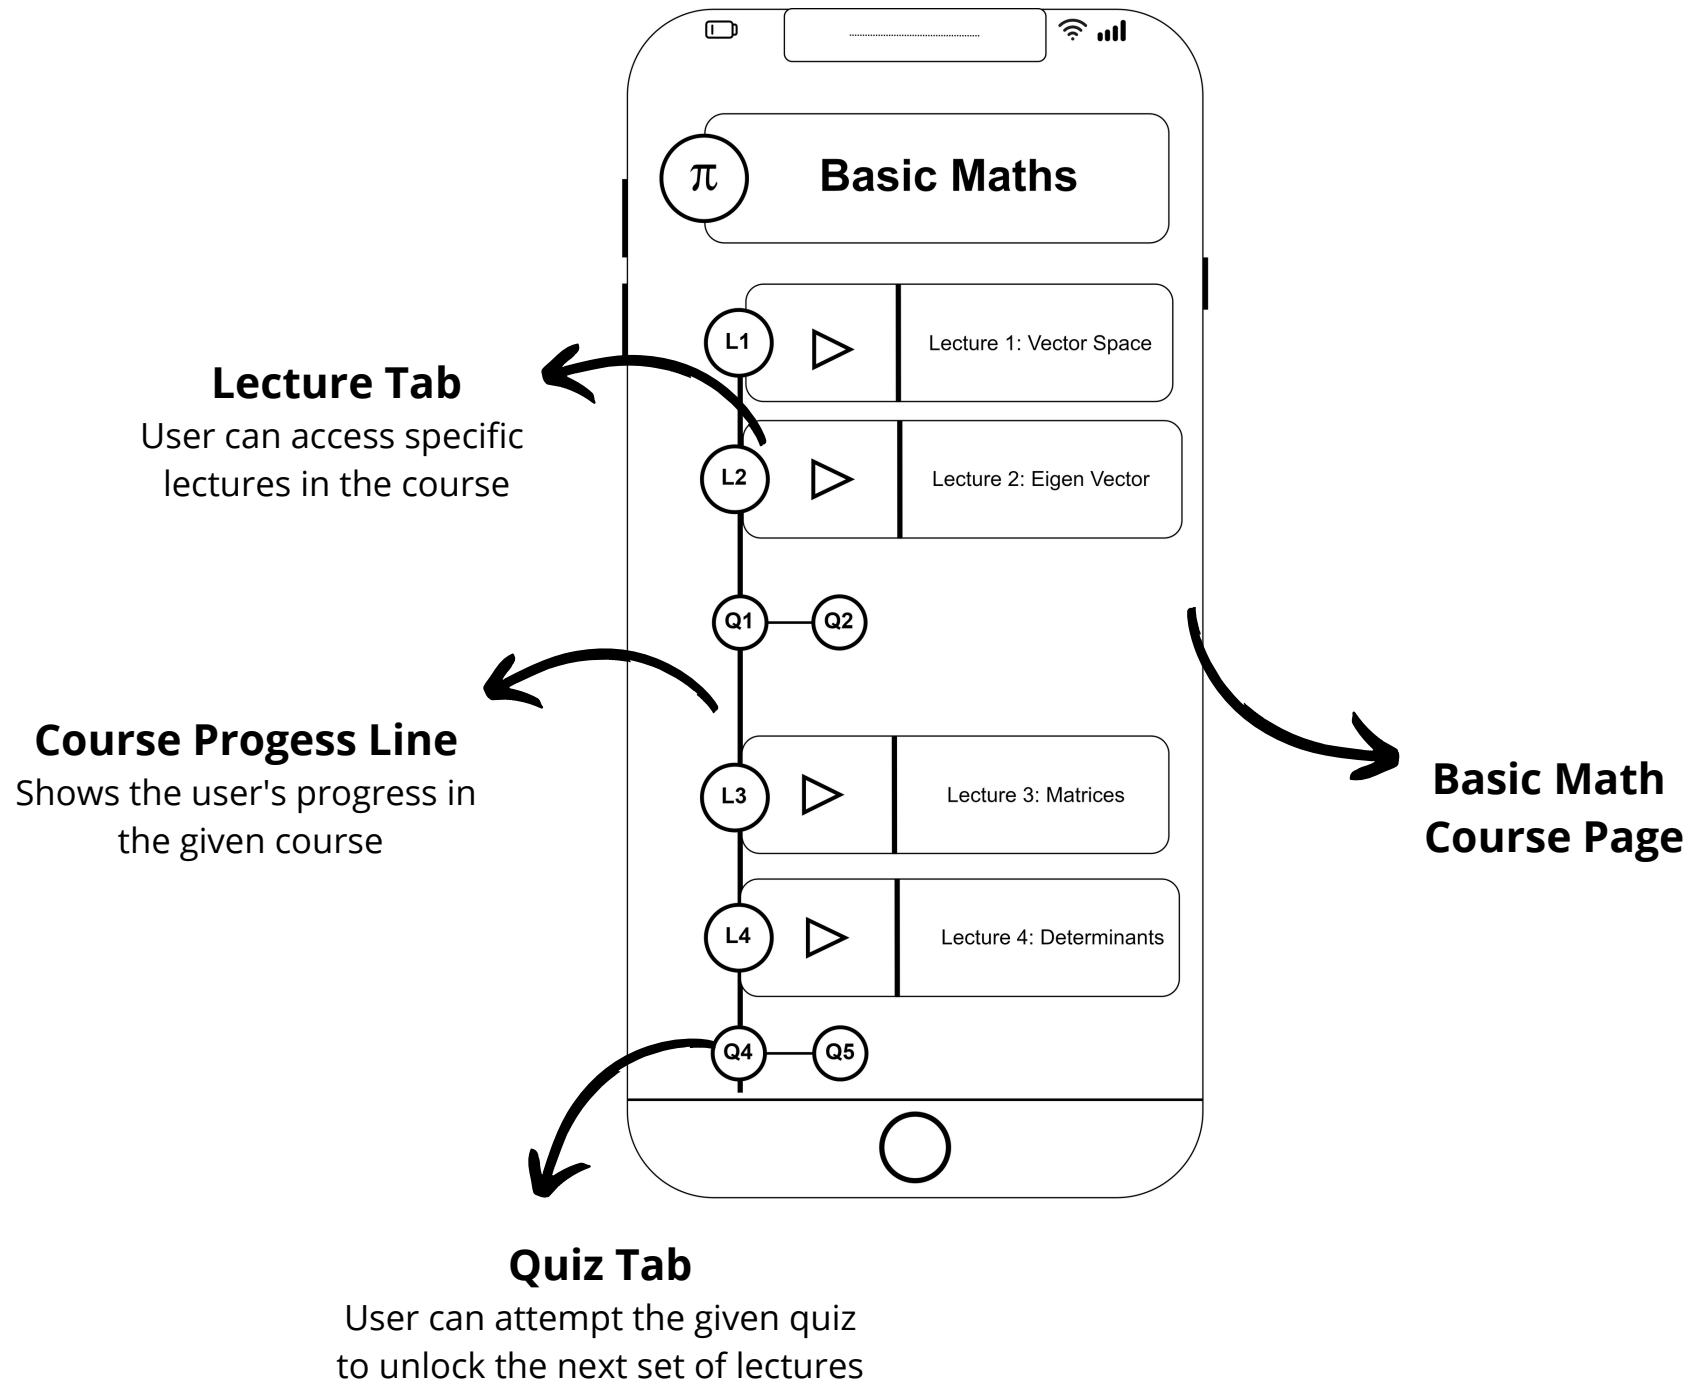 π
Basic Maths
L1
Lecture 1: Vector Space
Lecture Tab
User can access specific
lectures in the course
L2
Lecture 2: Eigen Vector
Q1
Q2
Course Progess Line
Shows the user's progress in
the given course
L3
Lecture 3: Matrices
Basic Math
Course Page
L4
Lecture 4: Determinants
Q4
Q5
Quiz Tab
User can attempt the given quiz
to unlock the next set of lectures